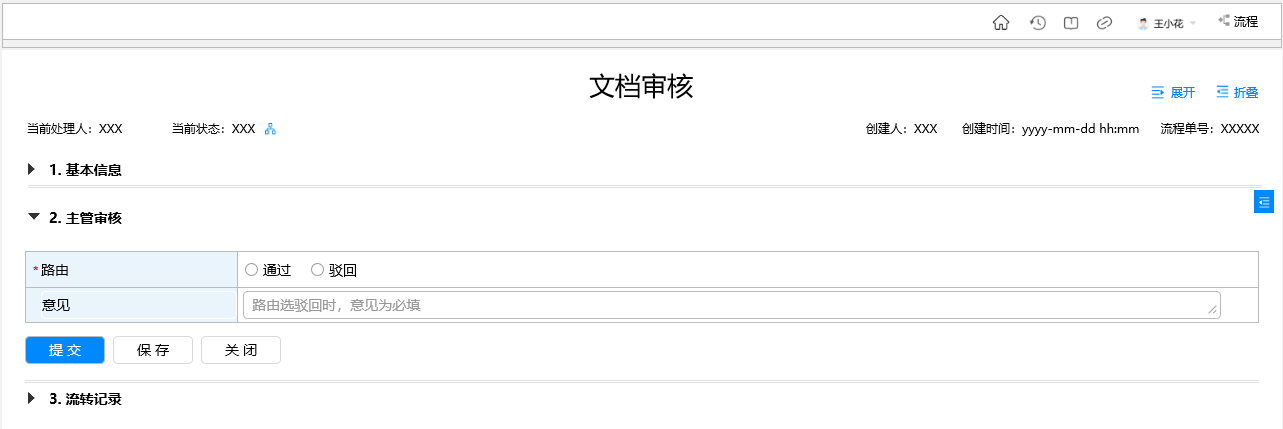 王小花 流程
文档审核
展开 折叠
当前处理人：XXX 当前状态：XXX 创建人：XXX 创建时间：yyyy-mm-dd hh:mm 流程单号：XXXXX
1. 基本信息
2. 主管审核
*路由 通过 驳回
意见 路由选驳回时，意见为必填
提 交 保 存 关 闭
3. 流转记录